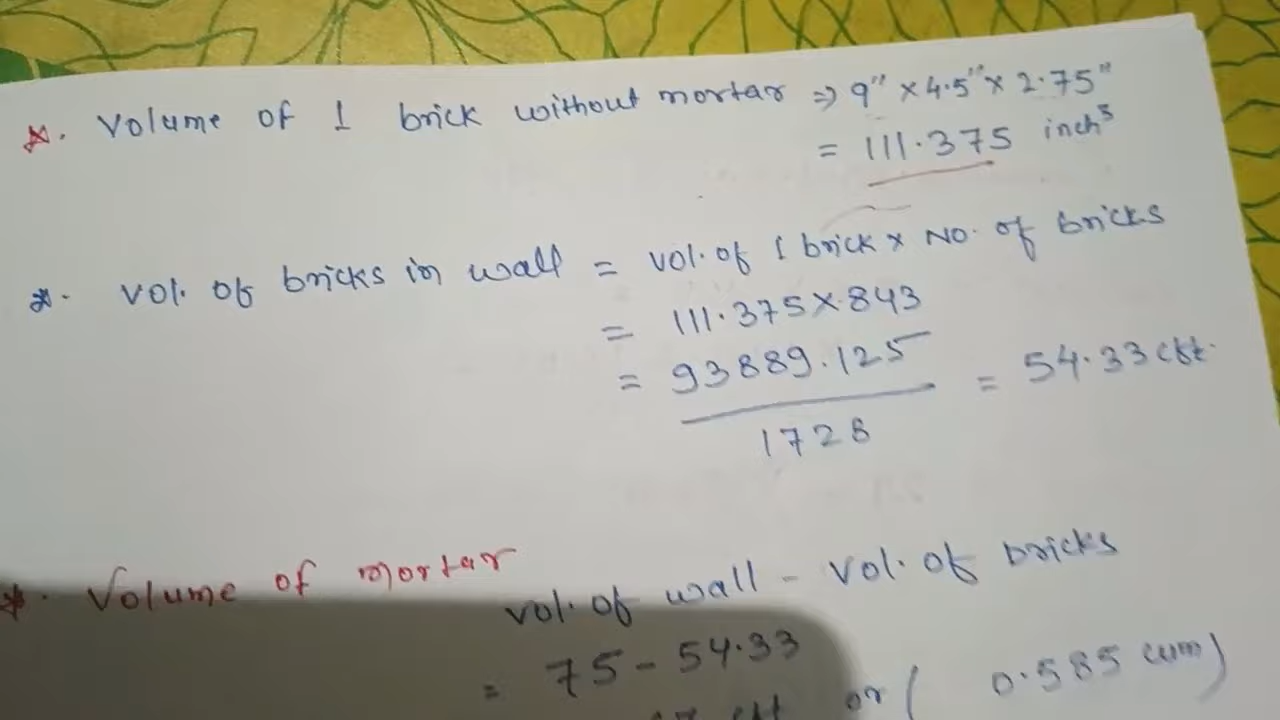 *. Volume of 1 brick without mortar ⇒ 9" x 4.5" x 2.75"
= 111.375 inch³
*. vol. of bricks in wall = vol. of 1 brick x No. of bricks
= 111.375 x 843
= 93889.125 = 54.33 cft.
1728
*. Volume of mortar
vol. of wall - vol. of bricks
= 75 - 54.33
cft or ( 0.585 cum)